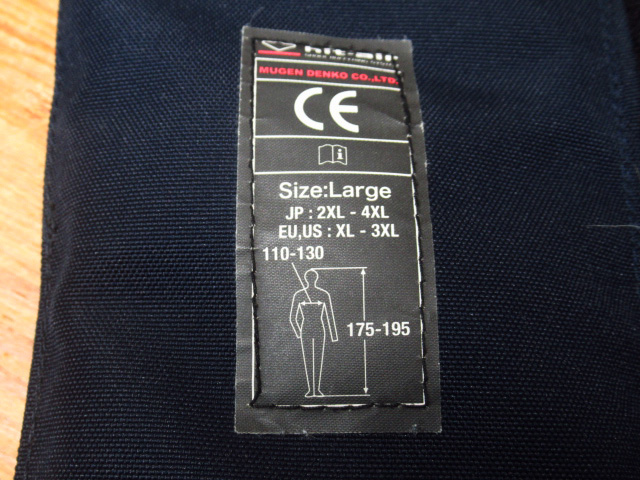 hit-air
MUGEN DENKO CO.,LTD.
CE
i
Size:Large
JP : 2XL - 4XL
EU,US : XL - 3XL
110-130
175-195